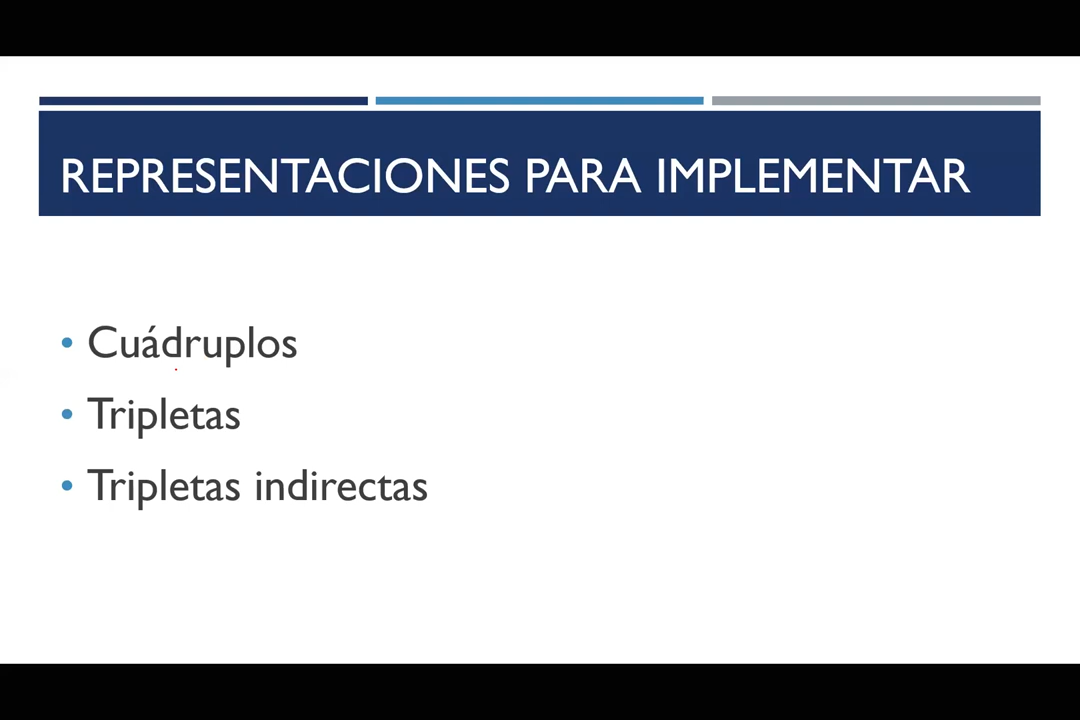 REPRESENTACIONES PARA IMPLEMENTAR
• Cuádruplos
• Tripletas
• Tripletas indirectas